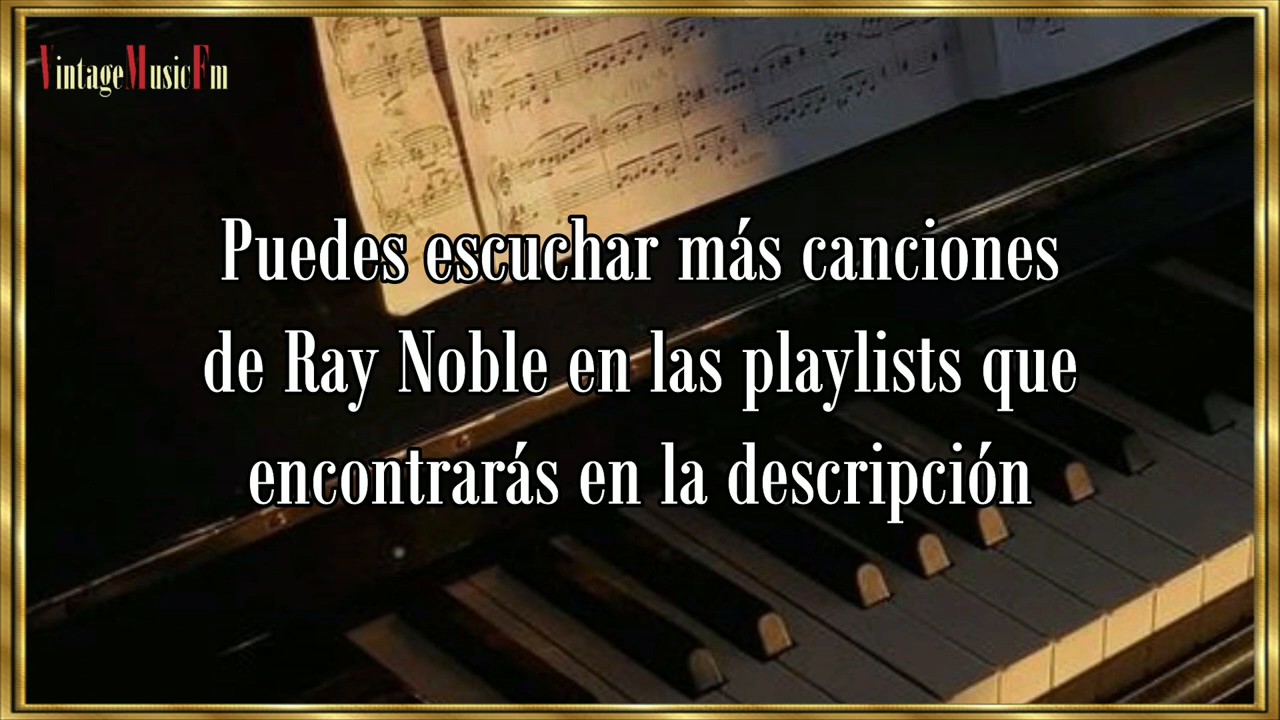 VintageMusicFm
Puedes escuchar más canciones
de Ray Noble en las playlists que
encontrarás en la descripción